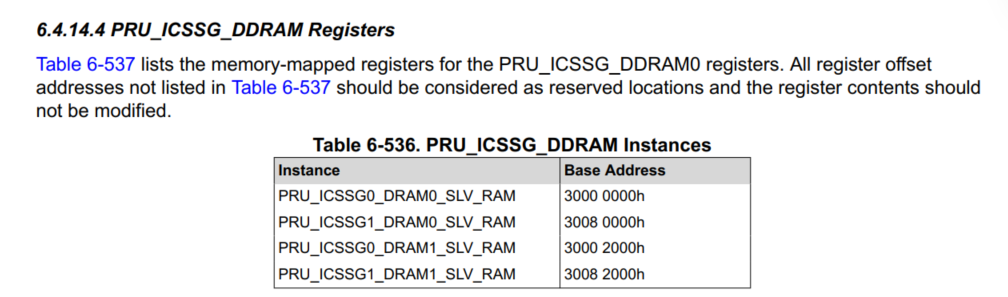 6.4.14.4 PRU_ICSSG_DDRAM Registers
Table 6-537 lists the memory-mapped registers for the PRU_ICSSG_DDRAM0 registers. All register offset
addresses not listed in Table 6-537 should be considered as reserved locations and the register contents should
not be modified.
Table 6-536. PRU_ICSSG_DDRAM Instances
Instance Base Address
PRU_ICSSG0_DRAM0_SLV_RAM 3000 0000h
PRU_ICSSG1_DRAM0_SLV_RAM 3008 0000h
PRU_ICSSG0_DRAM1_SLV_RAM 3000 2000h
PRU_ICSSG1_DRAM1_SLV_RAM 3008 2000h